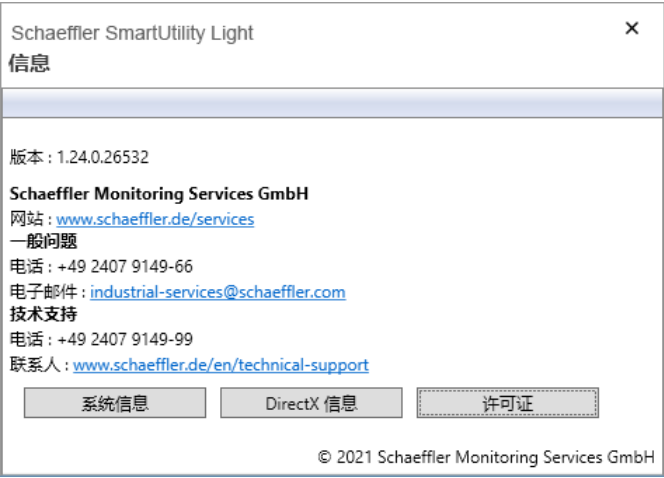 Schaeffler SmartUtility Light
信息
版本 : 1.24.0.26532
Schaeffler Monitoring Services GmbH
网站 : www.schaeffler.de/services
一般问题
电话 : +49 2407 9149-66
电子邮件 : industrial-services@schaeffler.com
技术支持
电话 : +49 2407 9149-99
联系人 : www.schaeffler.de/en/technical-support
系统信息 DirectX 信息 许可证
© 2021 Schaeffler Monitoring Services GmbH